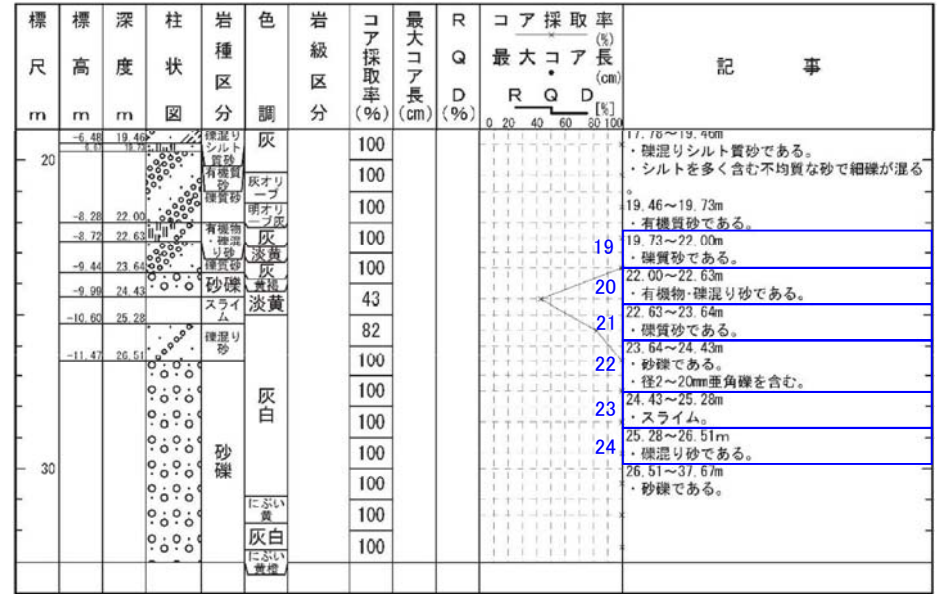 標尺 m
標高 m
深度 m
柱状図
岩種区分
色調
岩級区分
コア採取率(%)
最大コア長(cm)
RQD(%)
コア採取率(%)
最大コア長(cm)
RQD[%]
0 20 40 60 80 100
記事
20
30
-6.48
-8.28
-8.72
-9.44
-9.99
-10.60
-11.47
19.46
19.73
22.00
22.63
23.64
24.43
25.28
26.51
礫混りシルト質砂
有機質砂
礫質砂
有機物・礫混り砂
礫質砂
砂礫
スライム
礫混り砂
砂礫
灰
灰オリーブ
明オリーブ灰
灰
淡黄
灰
黄褐
淡黄
灰白
にぶい黄
灰白
にぶい黄橙
100
100
100
100
100
43
82
100
100
100
100
100
100
100
17.78~19.46m
・礫混りシルト質砂である。
・シルトを多く含む不均質な砂で細礫が混る
。
19.46~19.73m
・有機質砂である。
19
19.73~22.00m
・礫質砂である。
20
22.00~22.63m
・有機物・礫混り砂である。
21
22.63~23.64m
・礫質砂である。
22
23.64~24.43m
・砂礫である。
・径2~20mm亜角礫を含む。
23
24.43~25.28m
・スライム。
24
25.28~26.51m
・礫混り砂である。
26.51~37.67m
・砂礫である。